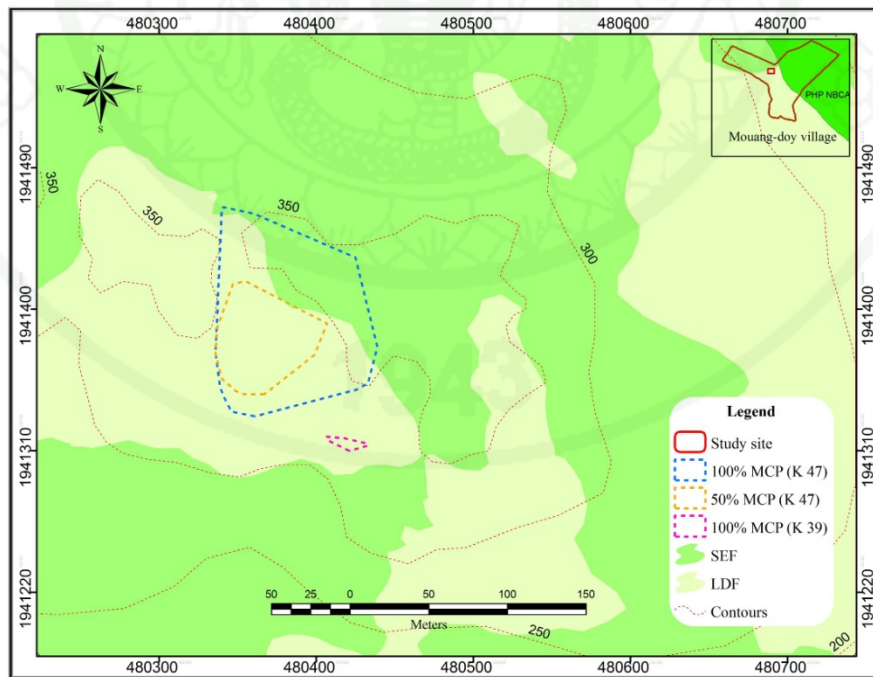 480300 480400 480500 480600 480700
N
W E
S
PHP NBCA
Mouang-doy village
1941490
1941490
350
350
350
300
1941400
1941400
1943
Legend
Study site
100% MCP (K 47)
50% MCP (K 47)
100% MCP (K 39)
SEF
LDF
Contours
1941310
1941310
1941220
1941220
50 25 0 50 100 150
Meters
250
200
480300 480400 480500 480600 480700